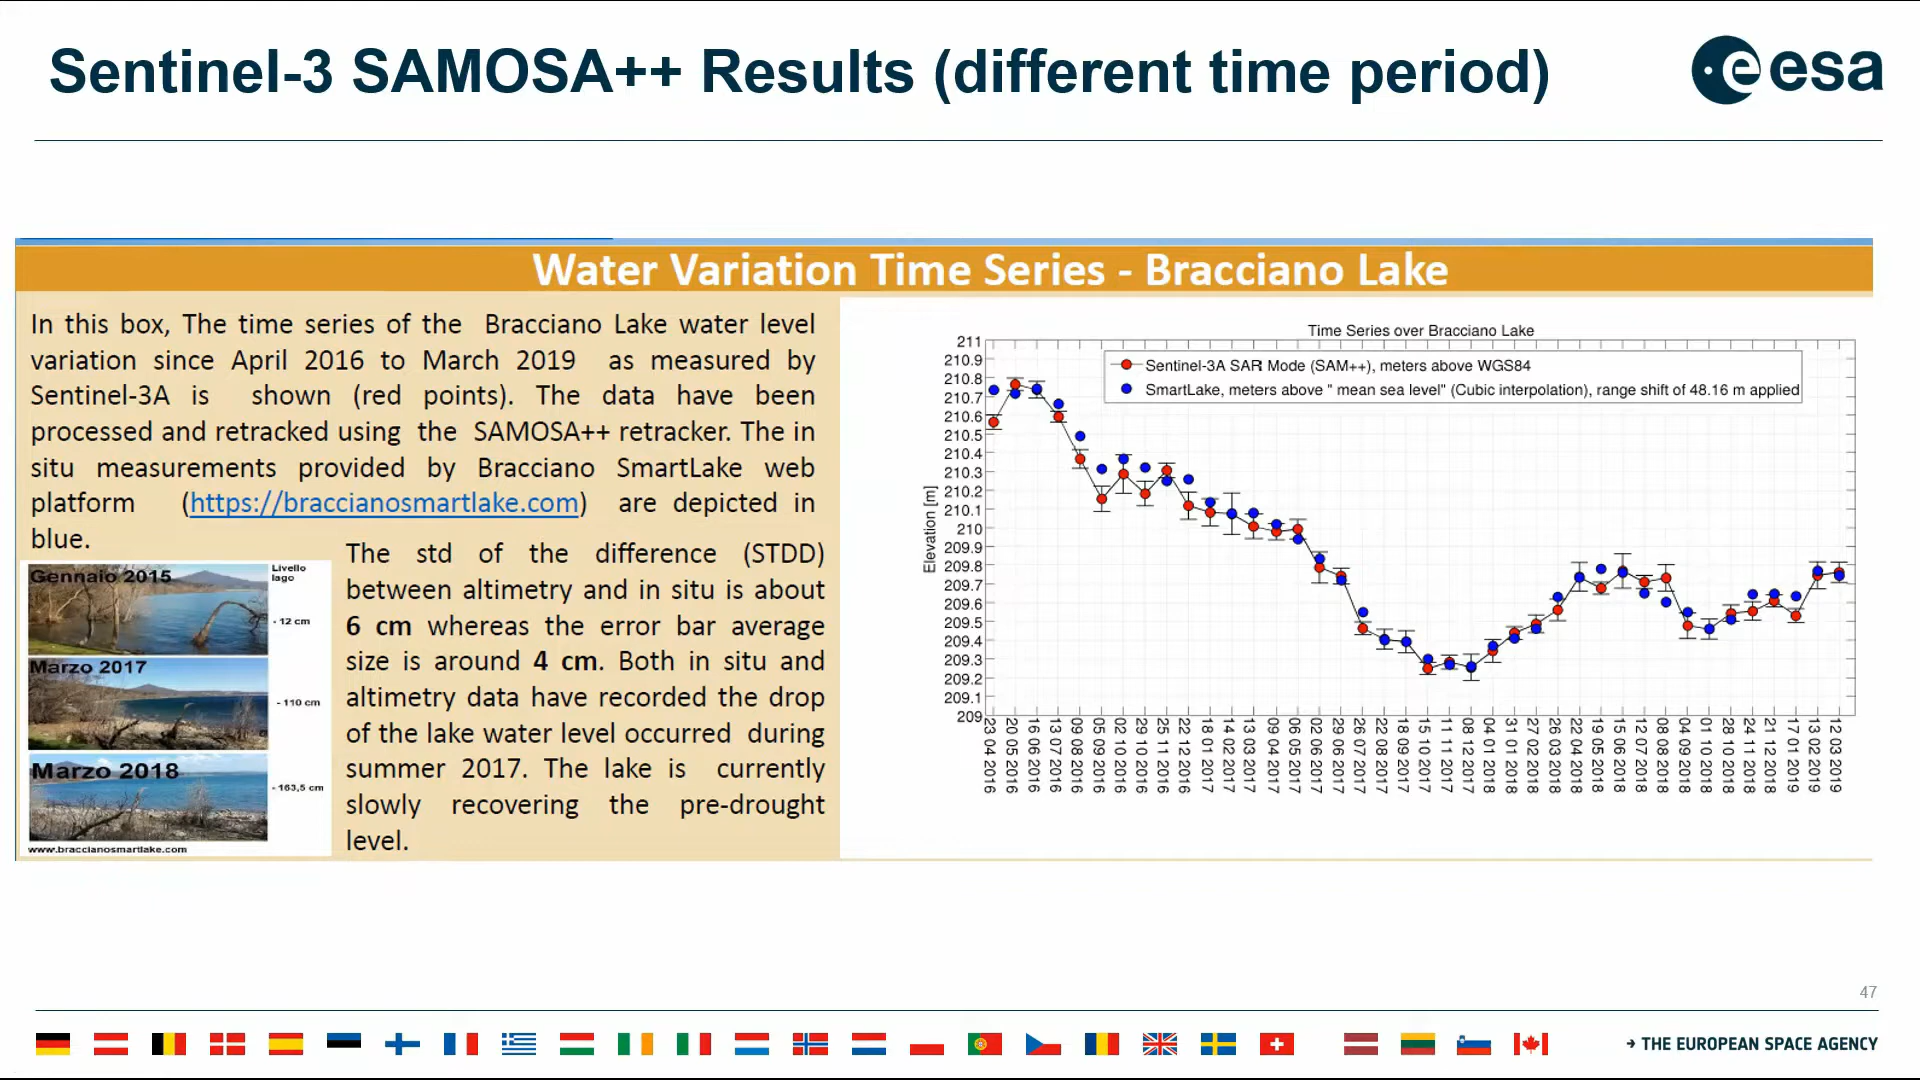 Sentinel-3 SAMOSA++ Results (different time period)
esa
Water Variation Time Series - Bracciano Lake
In this box, The time series of the Bracciano Lake water level
variation since April 2016 to March 2019 as measured by
Sentinel-3A is shown (red points). The data have been
processed and retracked using the SAMOSA++ retracker. The in
situ measurements provided by Bracciano SmartLake web
platform (https://braccianosmartlake.com) are depicted in
blue.
Gennaio 2015
Livello
lago
- 12 cm
Marzo 2017
- 110 cm
Marzo 2018
- 163,5 cm
www.braccianosmartlake.com
The std of the difference (STDD)
between altimetry and in situ is about
6 cm whereas the error bar average
size is around 4 cm. Both in situ and
altimetry data have recorded the drop
of the lake water level occurred during
summer 2017. The lake is currently
slowly recovering the pre-drought
level.
Time Series over Bracciano Lake
Sentinel-3A SAR Mode (SAM++), meters above WGS84
SmartLake, meters above " mean sea level" (Cubic interpolation), range shift of 48.16 m applied
Elevation [m]
211
210.9
210.8
210.7
210.6
210.5
210.4
210.3
210.2
210.1
210
209.9
209.8
209.7
209.6
209.5
209.4
209.3
209.2
209.1
209
23 04 2016
20 05 2016
16 06 2016
13 07 2016
09 08 2016
05 09 2016
02 10 2016
29 10 2016
25 11 2016
22 12 2016
18 01 2017
14 02 2017
13 03 2017
09 04 2017
06 05 2017
02 06 2017
29 06 2017
26 07 2017
22 08 2017
18 09 2017
15 10 2017
11 11 2017
08 12 2017
04 01 2018
31 01 2018
27 02 2018
26 03 2018
22 04 2018
19 05 2018
15 06 2018
12 07 2018
08 08 2018
04 09 2018
01 10 2018
28 10 2018
24 11 2018
21 12 2018
17 01 2019
13 02 2019
12 03 2019
47
→ THE EUROPEAN SPACE AGENCY